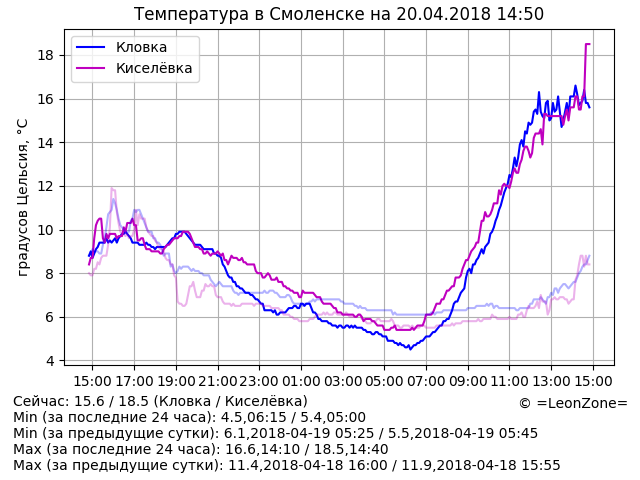 Температура в Смоленске на 20.04.2018 14:50
Кловка
Киселёвка
градусов Цельсия, °C
18
16
14
12
10
8
6
4
15:00 17:00 19:00 21:00 23:00 01:00 03:00 05:00 07:00 09:00 11:00 13:00 15:00
Сейчас: 15.6 / 18.5 (Кловка / Киселёвка)
© =LeonZone=
Min (за последние 24 часа): 4.5,06:15 / 5.4,05:00
Min (за предыдущие сутки): 6.1,2018-04-19 05:25 / 5.5,2018-04-19 05:45
Max (за последние 24 часа): 16.6,14:10 / 18.5,14:40
Max (за предыдущие сутки): 11.4,2018-04-18 16:00 / 11.9,2018-04-18 15:55